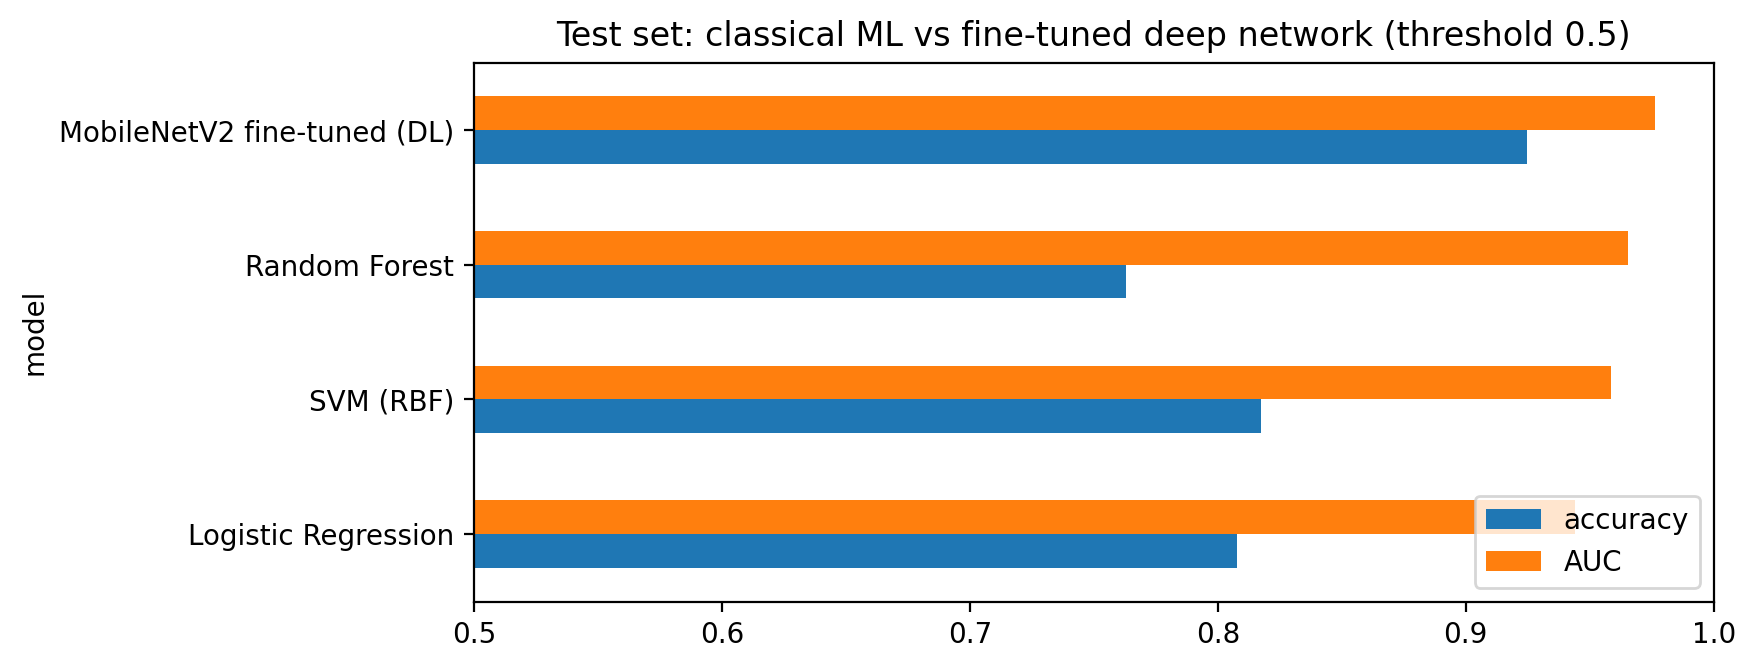 Test set: classical ML vs fine-tuned deep network (threshold 0.5)
model
MobileNetV2 fine-tuned (DL)
Random Forest
SVM (RBF)
Logistic Regression
accuracy
AUC
0.5 0.6 0.7 0.8 0.9 1.0